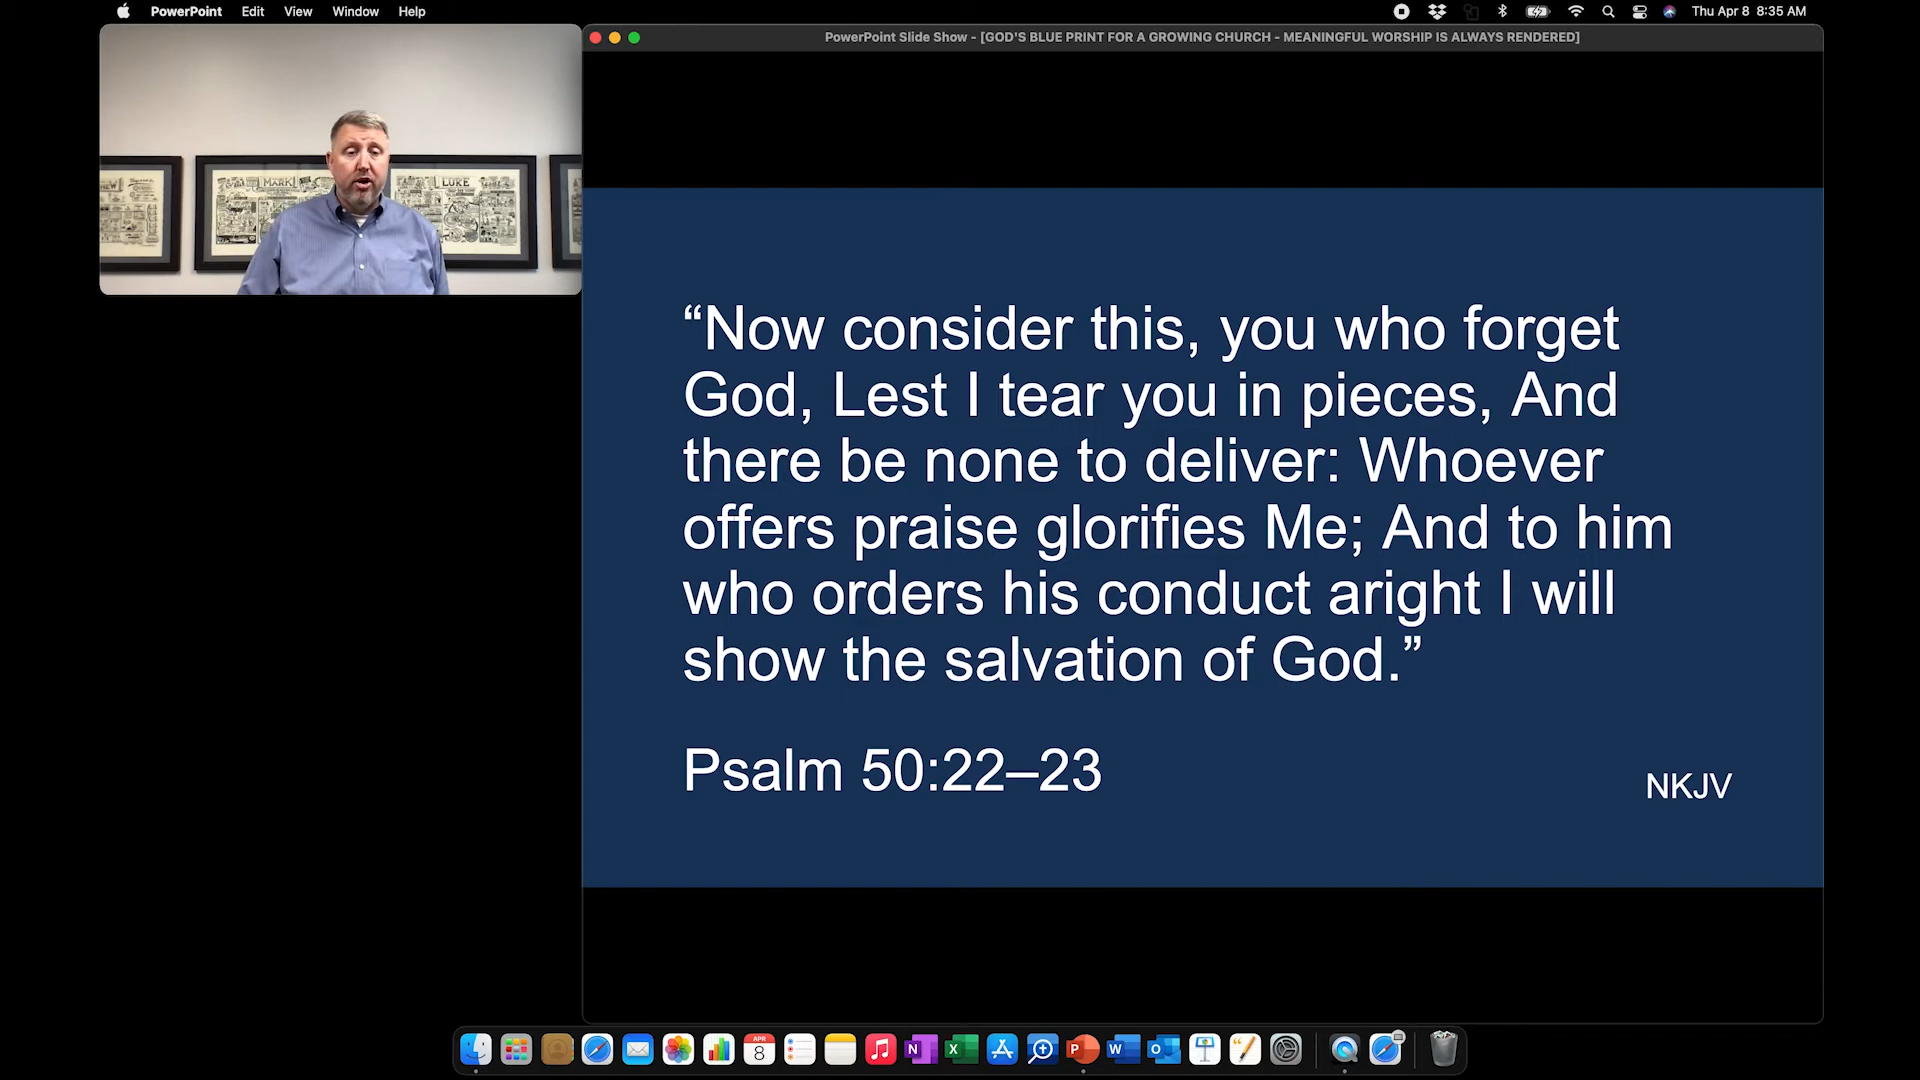 PowerPoint Edit View Window Help
Thu Apr 8 8:35 AM
PowerPoint Slide Show - [GOD'S BLUE PRINT FOR A GROWING CHURCH - MEANINGFUL WORSHIP IS ALWAYS RENDERED]
MARK
LUKE
“Now consider this, you who forget
God, Lest I tear you in pieces, And
there be none to deliver: Whoever
offers praise glorifies Me; And to him
who orders his conduct aright I will
show the salvation of God.”
Psalm 50:22–23
NKJV
APR
8
N
X
P
W
O